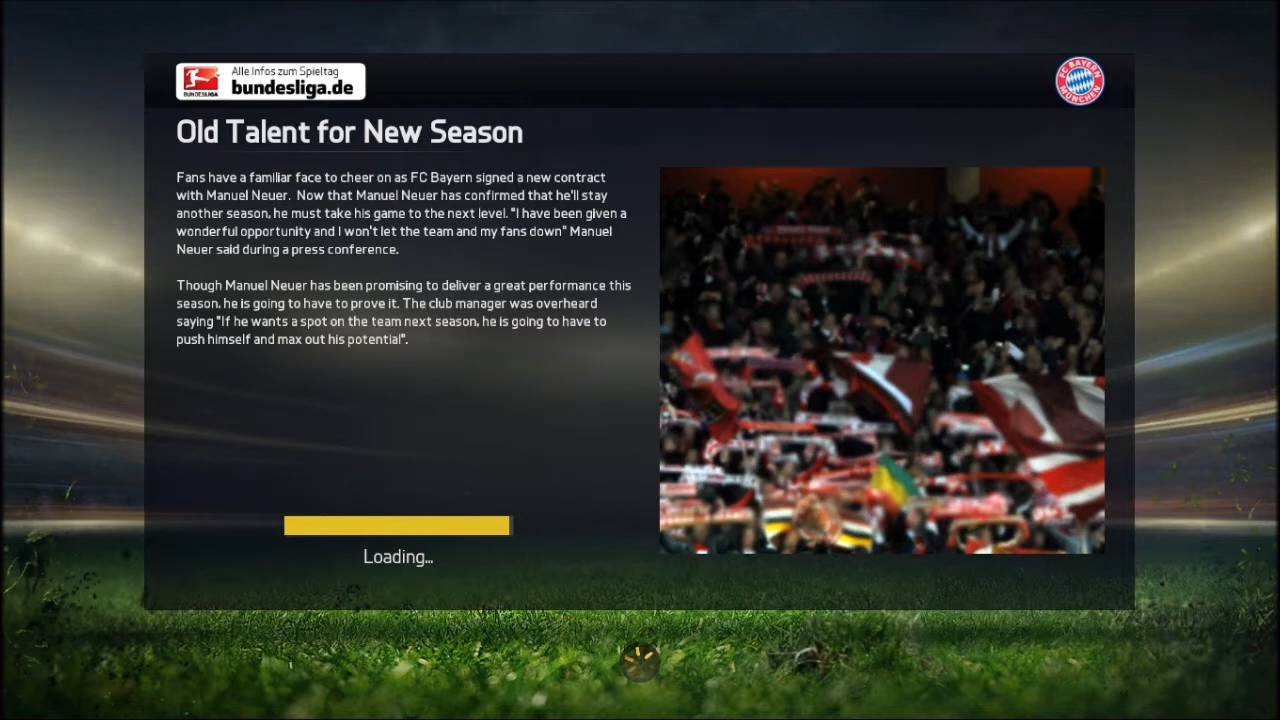 Alle Infos zum Spieltag
bundesliga.de
BUNDESLIGA
FC BAYERN
MÜNCHEN
Old Talent for New Season
Fans have a familiar face to cheer on as FC Bayern signed a new contract
with Manuel Neuer.  Now that Manuel Neuer has confirmed that he'll stay
another season, he must take his game to the next level. "I have been given a
wonderful opportunity and I won't let the team and my fans down" Manuel
Neuer said during a press conference.
Though Manuel Neuer has been promising to deliver a great performance this
season, he is going to have to prove it. The club manager was overheard
saying "If he wants a spot on the team next season, he is going to have to
push himself and max out his potential".
Loading...